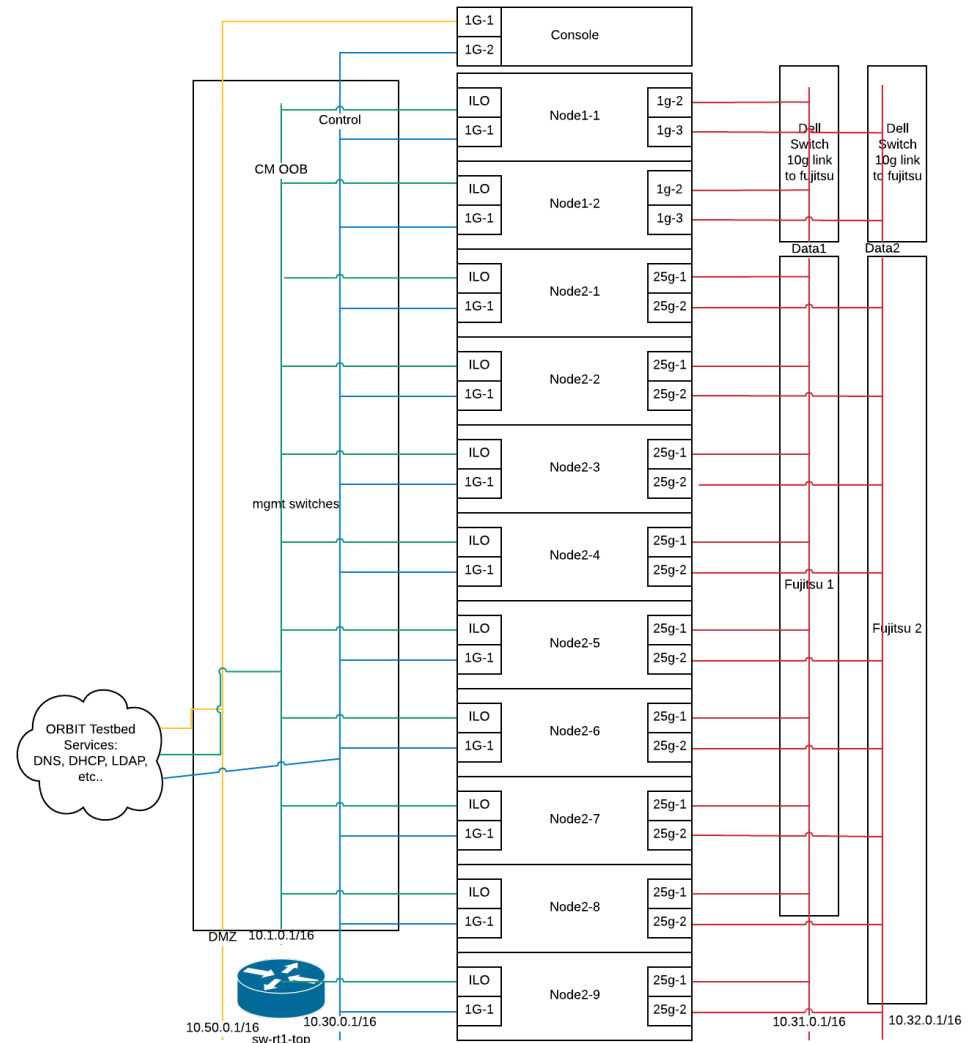 1G-1
Console
1G-2
ILO
Node1-1
1g-2
1G-1
1g-3
Control
CM OOB
Dell
Switch
10g link
to fujitsu
Dell
Switch
10g link
to fujitsu
ILO
Node1-2
1g-2
1G-1
1g-3
Data1
Data2
ILO
Node2-1
25g-1
1G-1
25g-2
ILO
Node2-2
25g-1
1G-1
25g-2
ILO
Node2-3
25g-1
1G-1
25g-2
mgmt switches
ILO
Node2-4
25g-1
1G-1
25g-2
Fujitsu 1
ILO
Node2-5
25g-1
1G-1
25g-2
Fujitsu 2
ILO
Node2-6
25g-1
1G-1
25g-2
ORBIT Testbed
Services:
DNS, DHCP, LDAP,
etc..
ILO
Node2-7
25g-1
1G-1
25g-2
ILO
Node2-8
25g-1
1G-1
25g-2
DMZ
10.1.0.1/16
ILO
Node2-9
25g-1
1G-1
25g-2
10.50.0.1/16
10.30.0.1/16
sw-rt1-top
10.31.0.1/16
10.32.0.1/16